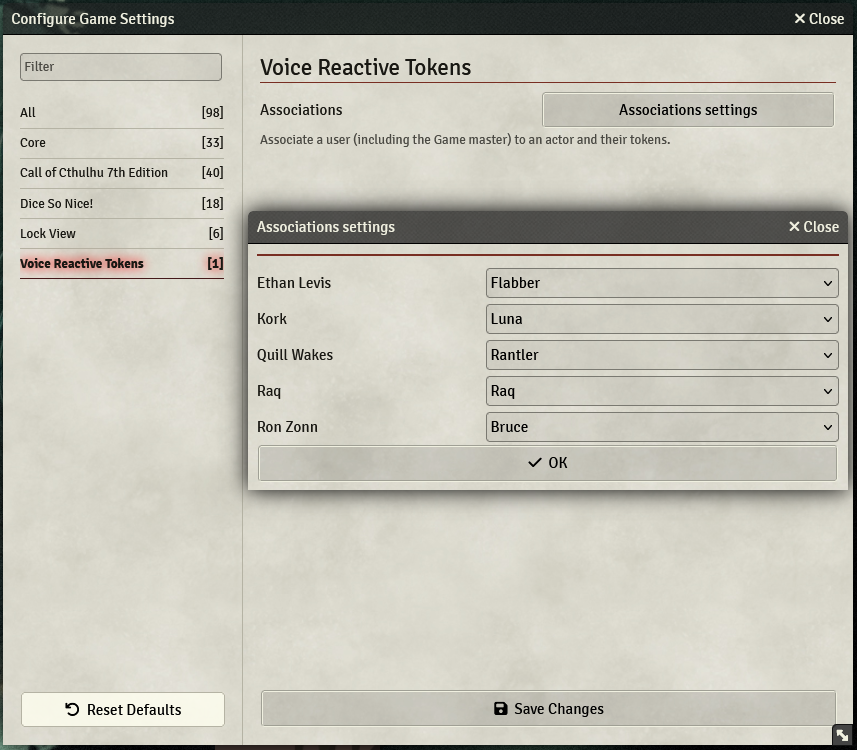 Configure Game Settings
Close
Filter
All [98]
Core [33]
Call of Cthulhu 7th Edition [40]
Dice So Nice! [18]
Lock View [6]
Voice Reactive Tokens [1]
Reset Defaults
Voice Reactive Tokens
Associations
Associations settings
Associate a user (including the Game master) to an actor and their tokens.
Associations settings
Close
Ethan Levis Flabber
Kork Luna
Quill Wakes Rantler
Raq Raq
Ron Zonn Bruce
OK
Save Changes